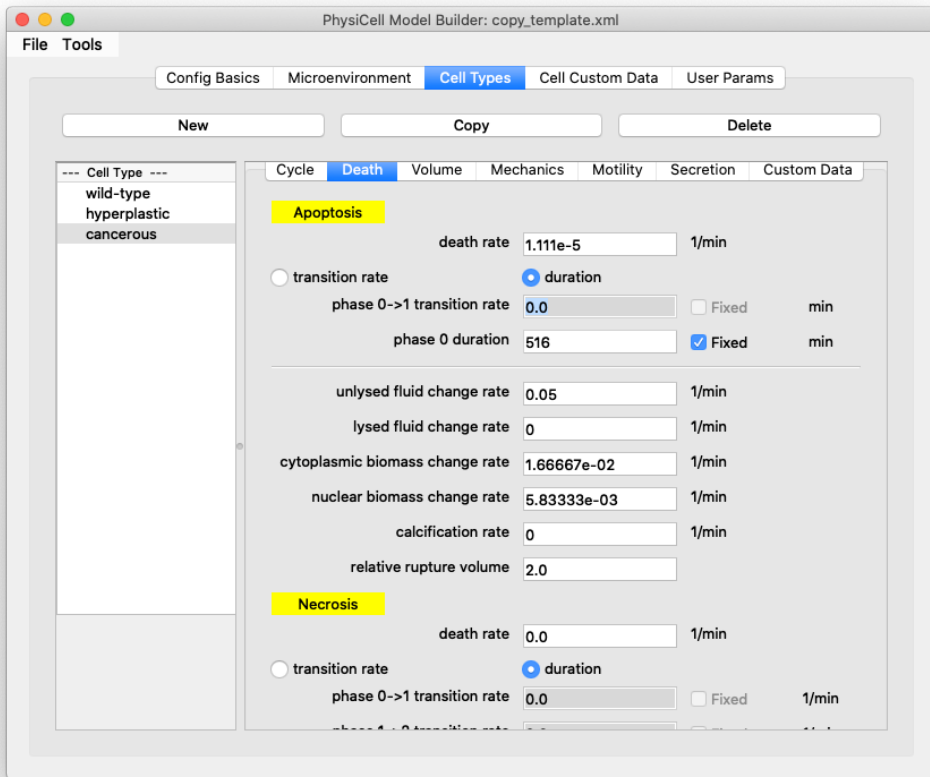 PhysiCell Model Builder: copy_template.xml
File Tools
Config Basics Microenvironment Cell Types Cell Custom Data User Params
New Copy Delete
--- Cell Type ---
wild-type
hyperplastic
cancerous
Cycle Death Volume Mechanics Motility Secretion Custom Data
Apoptosis
death rate 1.111e-5 1/min
transition rate duration
phase 0->1 transition rate 0.0 Fixed min
phase 0 duration 516 Fixed min
unlysed fluid change rate 0.05 1/min
lysed fluid change rate 0 1/min
cytoplasmic biomass change rate 1.66667e-02 1/min
nuclear biomass change rate 5.83333e-03 1/min
calcification rate 0 1/min
relative rupture volume 2.0
Necrosis
death rate 0.0 1/min
transition rate duration
phase 0->1 transition rate 0.0 Fixed 1/min